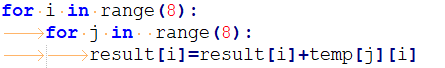 for i in range(8):
    for j in  range(8):
        result[i]=result[i]+temp[j][i]